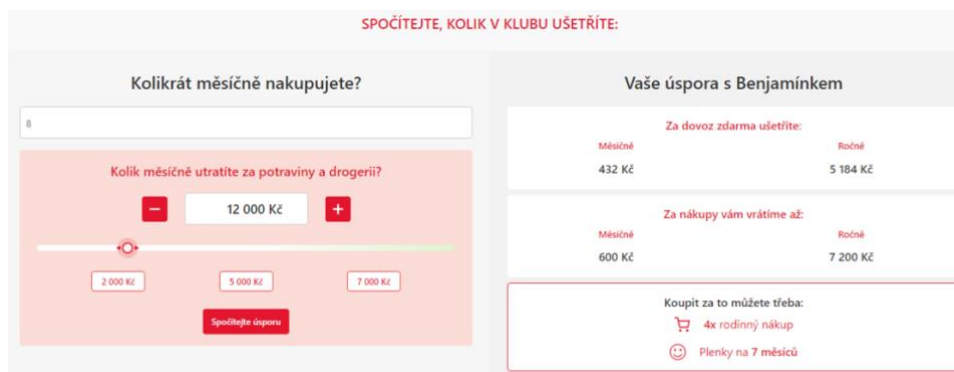 SPOČÍTEJTE, KOLIK V KLUBU UŠETŘÍTE:
Kolikrát měsíčně nakupujete?
8
Kolik měsíčně utratíte za potraviny a drogerii?
− 12 000 Kč +
2 000 Kč 5 000 Kč 7 000 Kč
Spočítejte úsporu
Vaše úspora s Benjamínkem
Za dovoz zdarma ušetříte:
Měsíčně Ročně
432 Kč 5 184 Kč
Za nákupy vám vrátíme až:
Měsíčně Ročně
600 Kč 7 200 Kč
Koupit za to můžete třeba:
4x rodinný nákup
Plenky na 7 měsíců